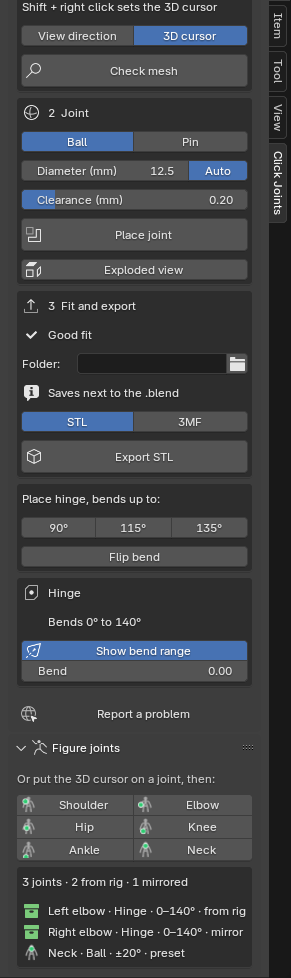 Shift + right click sets the 3D cursor
View direction 3D cursor
Check mesh
2 Joint
Ball Pin
Diameter (mm) 12.5 Auto
Clearance (mm) 0.20
Place joint
Exploded view
3 Fit and export
Good fit
Folder:
Saves next to the .blend
STL 3MF
Export STL
Place hinge, bends up to:
90° 115° 135°
Flip bend
Hinge
Bends 0° to 140°
Show bend range
Bend 0.00
Report a problem
Figure joints
Or put the 3D cursor on a joint, then:
Shoulder Elbow
Hip Knee
Ankle Neck
3 joints · 2 from rig · 1 mirrored
Left elbow · Hinge · 0–140° · from rig
Right elbow · Hinge · 0–140° · mirror
Neck · Ball · ±20° · preset
Item
Tool
View
Click Joints